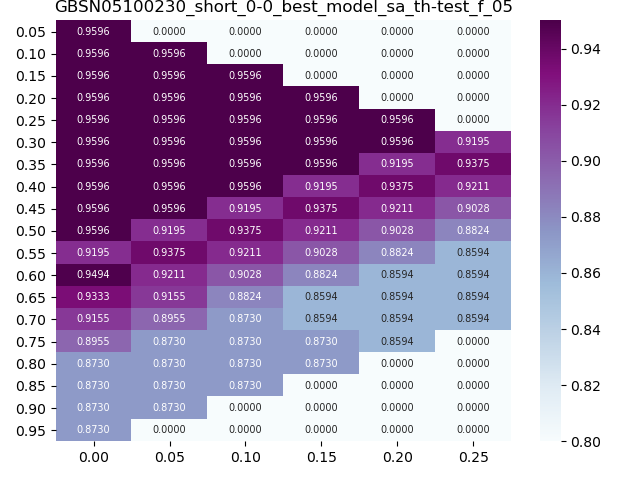 GBSN05100230_short_0-0_best_model_sa_th-test_f_05
0.05 0.9596 0.0000 0.0000 0.0000 0.0000 0.0000
0.10 0.9596 0.9596 0.0000 0.0000 0.0000 0.0000
0.15 0.9596 0.9596 0.9596 0.0000 0.0000 0.0000
0.20 0.9596 0.9596 0.9596 0.9596 0.0000 0.0000
0.25 0.9596 0.9596 0.9596 0.9596 0.9596 0.0000
0.30 0.9596 0.9596 0.9596 0.9596 0.9596 0.9195
0.35 0.9596 0.9596 0.9596 0.9596 0.9195 0.9375
0.40 0.9596 0.9596 0.9596 0.9195 0.9375 0.9211
0.45 0.9596 0.9596 0.9195 0.9375 0.9211 0.9028
0.50 0.9596 0.9195 0.9375 0.9211 0.9028 0.8824
0.55 0.9195 0.9375 0.9211 0.9028 0.8824 0.8594
0.60 0.9494 0.9211 0.9028 0.8824 0.8594 0.8594
0.65 0.9333 0.9155 0.8824 0.8594 0.8594 0.8594
0.70 0.9155 0.8955 0.8730 0.8594 0.8594 0.8594
0.75 0.8955 0.8730 0.8730 0.8730 0.8594 0.0000
0.80 0.8730 0.8730 0.8730 0.8730 0.0000 0.0000
0.85 0.8730 0.8730 0.8730 0.0000 0.0000 0.0000
0.90 0.8730 0.8730 0.0000 0.0000 0.0000 0.0000
0.95 0.8730 0.0000 0.0000 0.0000 0.0000 0.0000
0.00 0.05 0.10 0.15 0.20 0.25
0.94
0.92
0.90
0.88
0.86
0.84
0.82
0.80